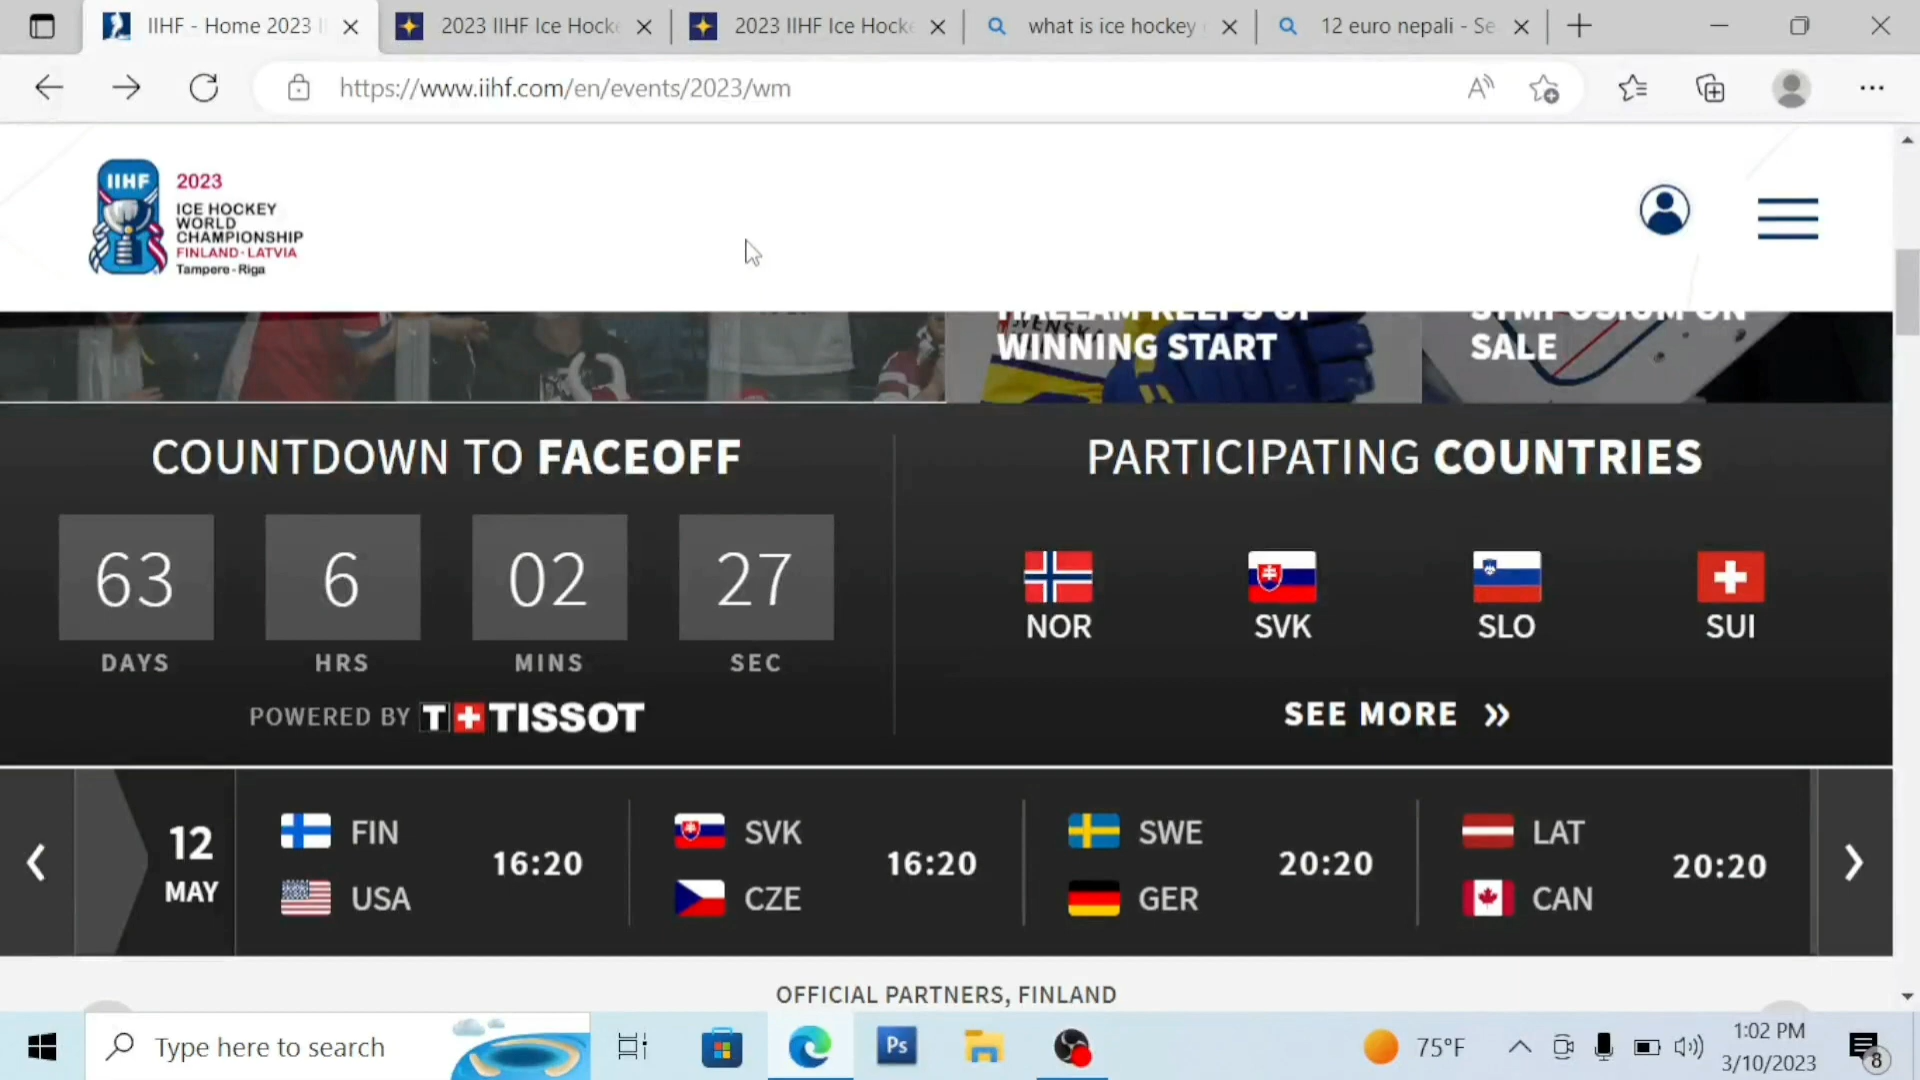 IIHF - Home 2023
2023 IIHF Ice Hock
2023 IIHF Ice Hock
what is ice hockey
12 euro nepali - Se
https://www.iihf.com/en/events/2023/wm
IIHF
2023
ICE HOCKEY
WORLD
CHAMPIONSHIP
FINLAND - LATVIA
Tampere - Riga
WINNING START
SYMPOSIUM ON
SALE
COUNTDOWN TO FACEOFF
63
6
02
27
DAYS
HRS
MINS
SEC
POWERED BY T+ TISSOT
PARTICIPATING COUNTRIES
NOR
SVK
SLO
SUI
SEE MORE »
12
MAY
FIN
USA
16:20
SVK
CZE
16:20
SWE
GER
20:20
LAT
CAN
20:20
OFFICIAL PARTNERS, FINLAND
Type here to search
Ps
75°F
1:02 PM
3/10/2023
8